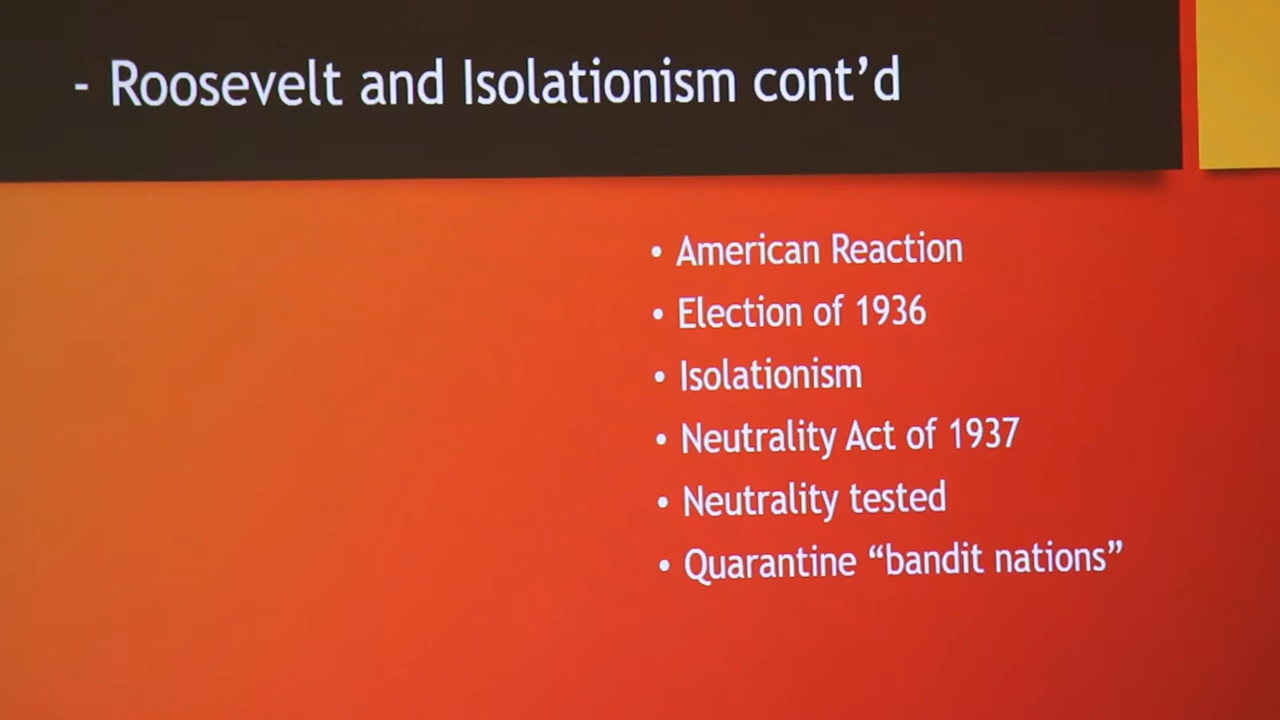 - Roosevelt and Isolationism cont’d
• American Reaction
• Election of 1936
• Isolationism
• Neutrality Act of 1937
• Neutrality tested
• Quarantine “bandit nations”